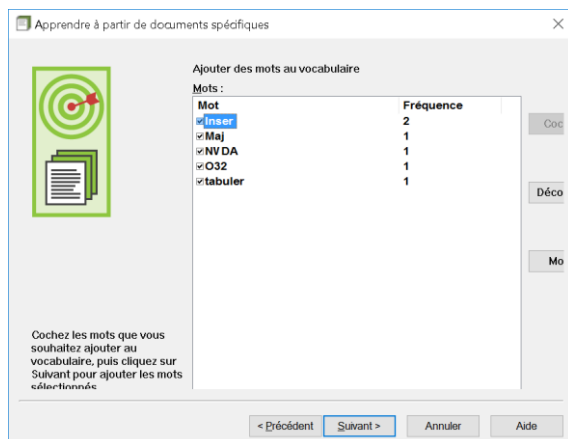 Apprendre à partir de documents spécifiques
Ajouter des mots au vocabulaire
Mots :
Mot Fréquence
Inser 2
Maj 1
NVDA 1
O32 1
tabuler 1
Coc
Déco
Mo
Cochez les mots que vous
souhaitez ajouter au
vocabulaire, puis cliquez sur
Suivant pour ajouter les mots
sélectionnés
< Précédent Suivant > Annuler Aide